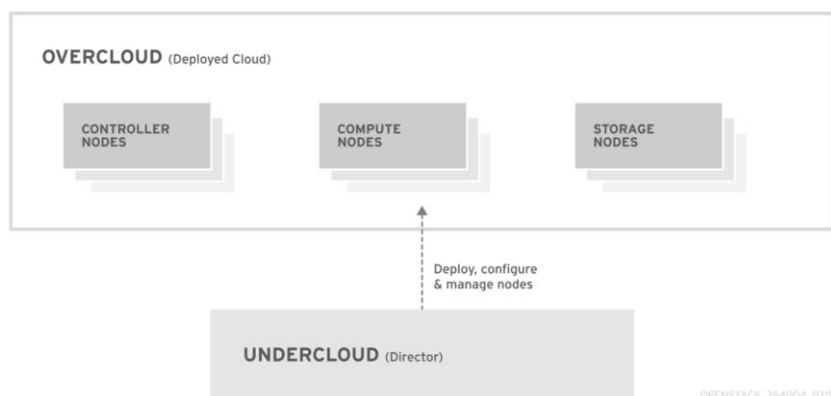 OVERCLOUD (Deployed Cloud)
CONTROLLER
NODES
COMPUTE
NODES
STORAGE
NODES
Deploy, configure
& manage nodes
UNDERCLOUD (Director)